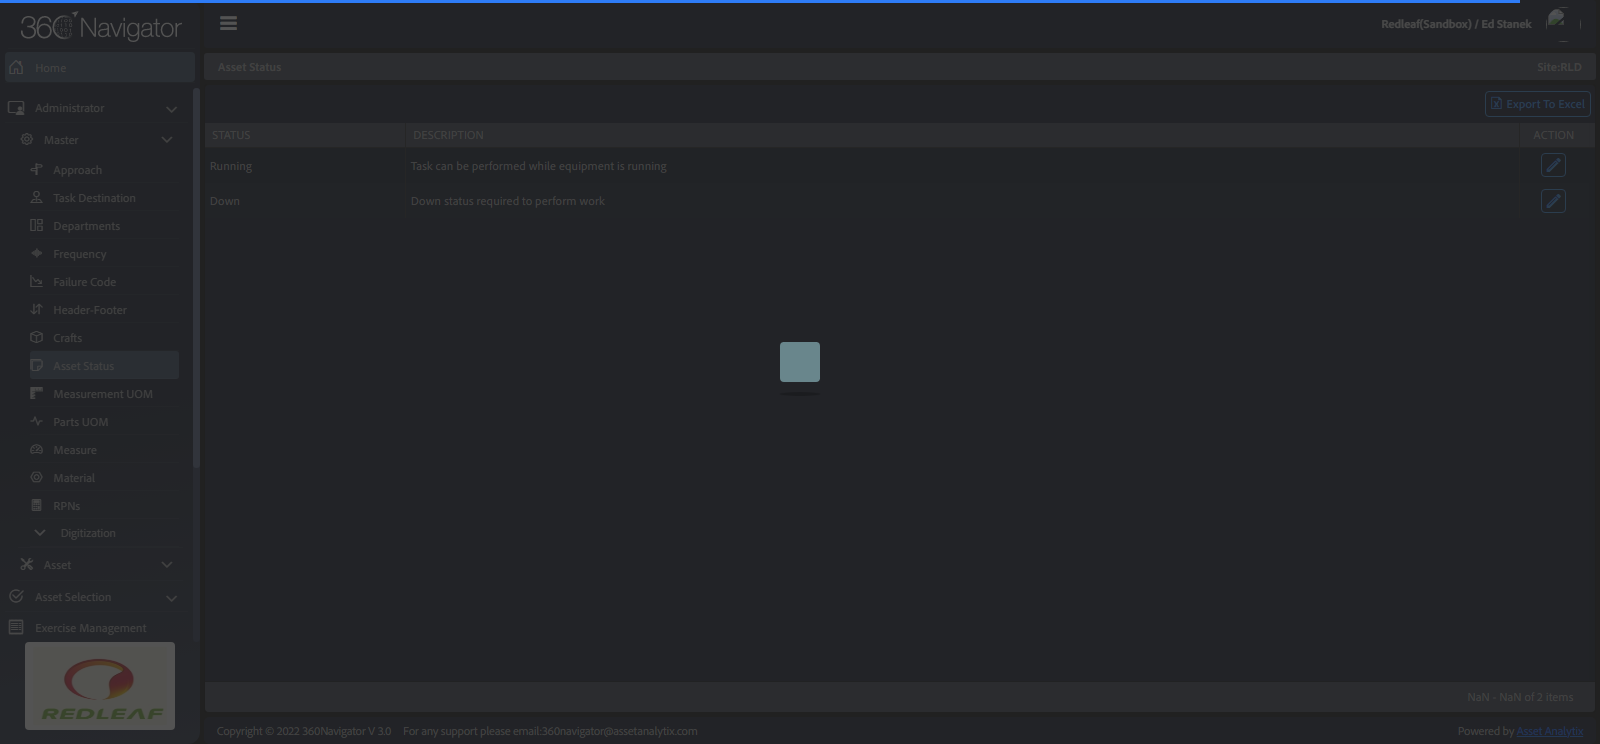 360 Navigator
Redleaf(Sandbox) / Ed Stanek
Home
Asset Status
Site:RLD
Administrator
Export To Excel
Master
STATUS
DESCRIPTION
ACTION
Approach
Running
Task can be performed while equipment is running
Task Destination
Down
Down status required to perform work
Departments
Frequency
Failure Code
Header-Footer
Crafts
Asset Status
Measurement UOM
Parts UOM
Measure
Material
RPNs
Digitization
Asset
Asset Selection
Exercise Management
REDLEAF
NaN - NaN of 2 items
Copyright © 2022 360Navigator V 3.0
For any support please email:360navigator@assetanalytix.com
Powered by Asset Analytix